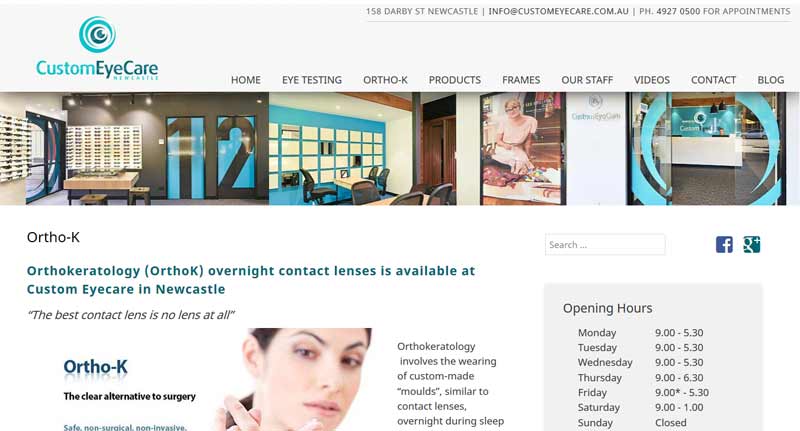 158 DARBY ST NEWCASTLE | INFO@CUSTOMEYECARE.COM.AU | PH. 4927 0500 FOR APPOINTMENTS
CustomEyeCare
NEWCASTLE
HOME EYE TESTING ORTHO-K PRODUCTS FRAMES OUR STAFF VIDEOS CONTACT BLOG
12
CustomEyeCare
Custom
Ortho-K
Search ...
Orthokeratology (OrthoK) overnight contact lenses is available at
Custom Eyecare in Newcastle
“The best contact lens is no lens at all”
Ortho-K
The clear alternative to surgery
Safe, non-surgical, non-invasive.
Orthokeratology
involves the wearing
of custom-made
“moulds”, similar to
contact lenses,
overnight during sleep
Opening Hours
Monday 9.00 - 5.30
Tuesday 9.00 - 5.30
Wednesday 9.00 - 5.30
Thursday 9.00 - 6.30
Friday 9.00* - 5.30
Saturday 9.00 - 1.00
Sunday Closed